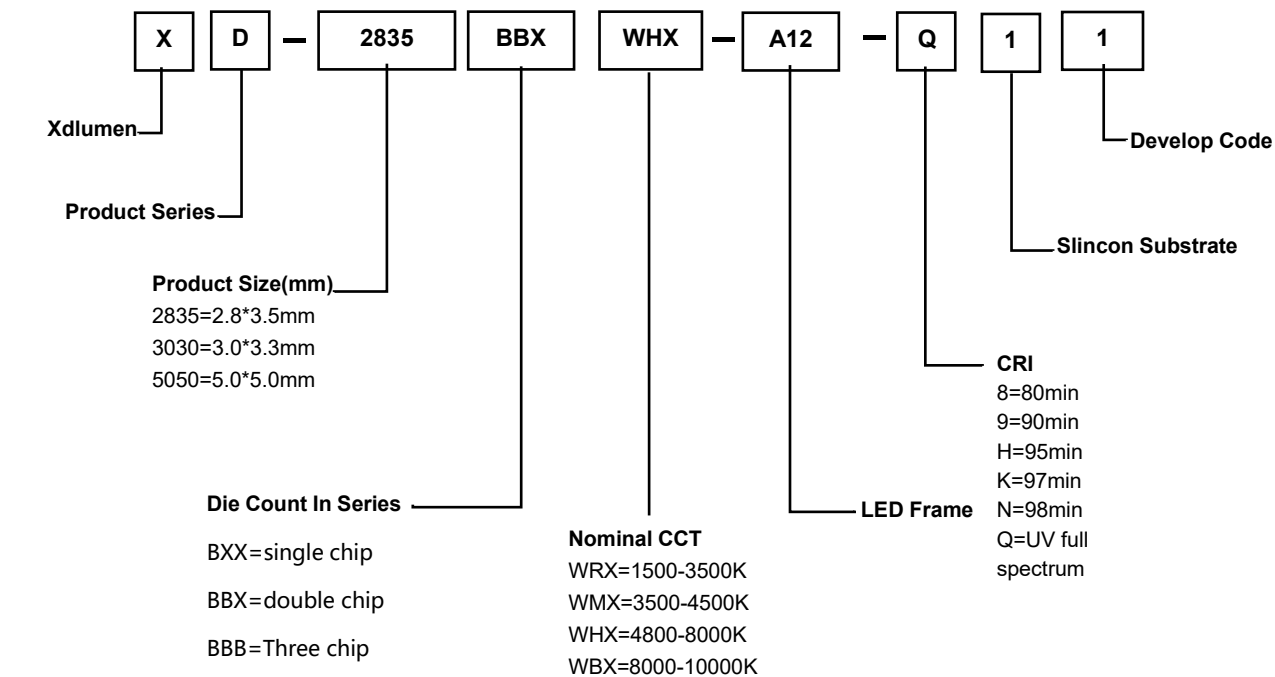 X D – 2835 BBX WHX – A12 – Q 1 1
Xdlumen
Develop Code
Product Series
Slincon Substrate
Product Size(mm)
2835=2.8*3.5mm
3030=3.0*3.3mm
5050=5.0*5.0mm
CRI
8=80min
9=90min
H=95min
K=97min
N=98min
Q=UV full
spectrum
Die Count In Series
BXX=single chip
BBX=double chip
BBB=Three chip
LED Frame
Nominal CCT
WRX=1500-3500K
WMX=3500-4500K
WHX=4800-8000K
WBX=8000-10000K